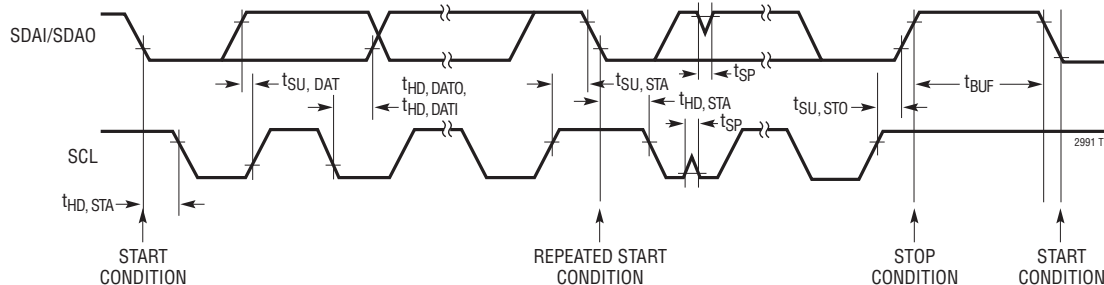 SDAI/SDAO
tSU, DAT
tHD, DATO,
tHD, DATI
tSU, STA
tHD, STA
tSP
tSP
tSU, STO
tBUF
SCL
2991 T
tHD, STA
START
CONDITION
REPEATED START
CONDITION
STOP
CONDITION
START
CONDITION